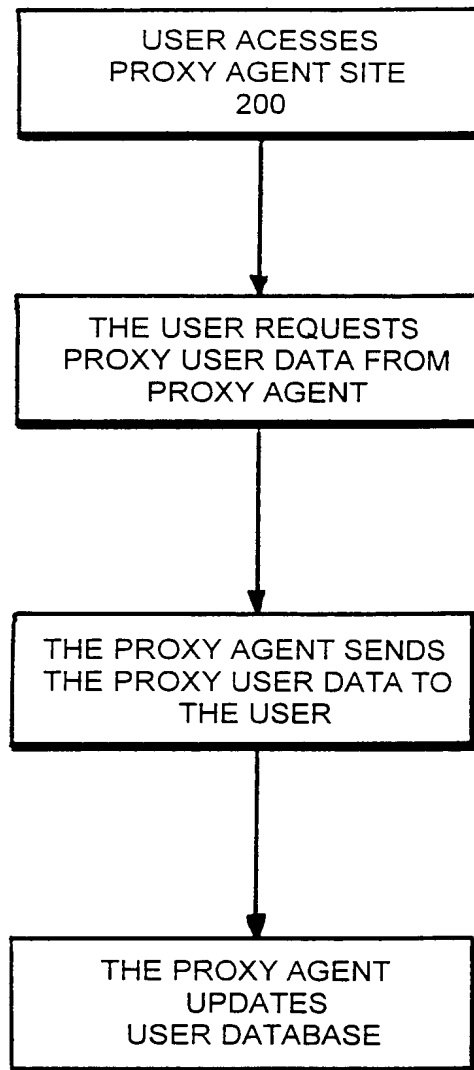 USER ACESSES
PROXY AGENT SITE
200
THE USER REQUESTS
PROXY USER DATA FROM
PROXY AGENT
THE PROXY AGENT SENDS
THE PROXY USER DATA TO
THE USER
THE PROXY AGENT
UPDATES
USER DATABASE